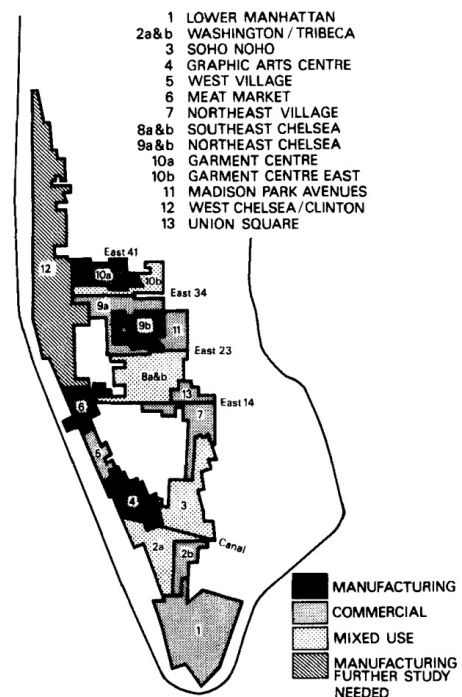 1 LOWER MANHATTAN
2a&b WASHINGTON/TRIBECA
3 SOHO NOHO
4 GRAPHIC ARTS CENTRE
5 WEST VILLAGE
6 MEAT MARKET
7 NORTHEAST VILLAGE
8a&b SOUTHEAST CHELSEA
9a&b NORTHEAST CHELSEA
10a GARMENT CENTRE
10b GARMENT CENTRE EAST
11 MADISON PARK AVENUES
12 WEST CHELSEA/CLINTON
13 UNION SQUARE
East 41
12
10a
10b
East 34
9a
9b
11
East 23
8a&b
13
6
East 14
7
5
4
3
Canal
2a
2b
1
MANUFACTURING
COMMERCIAL
MIXED USE
MANUFACTURING
FURTHER STUDY
NEEDED